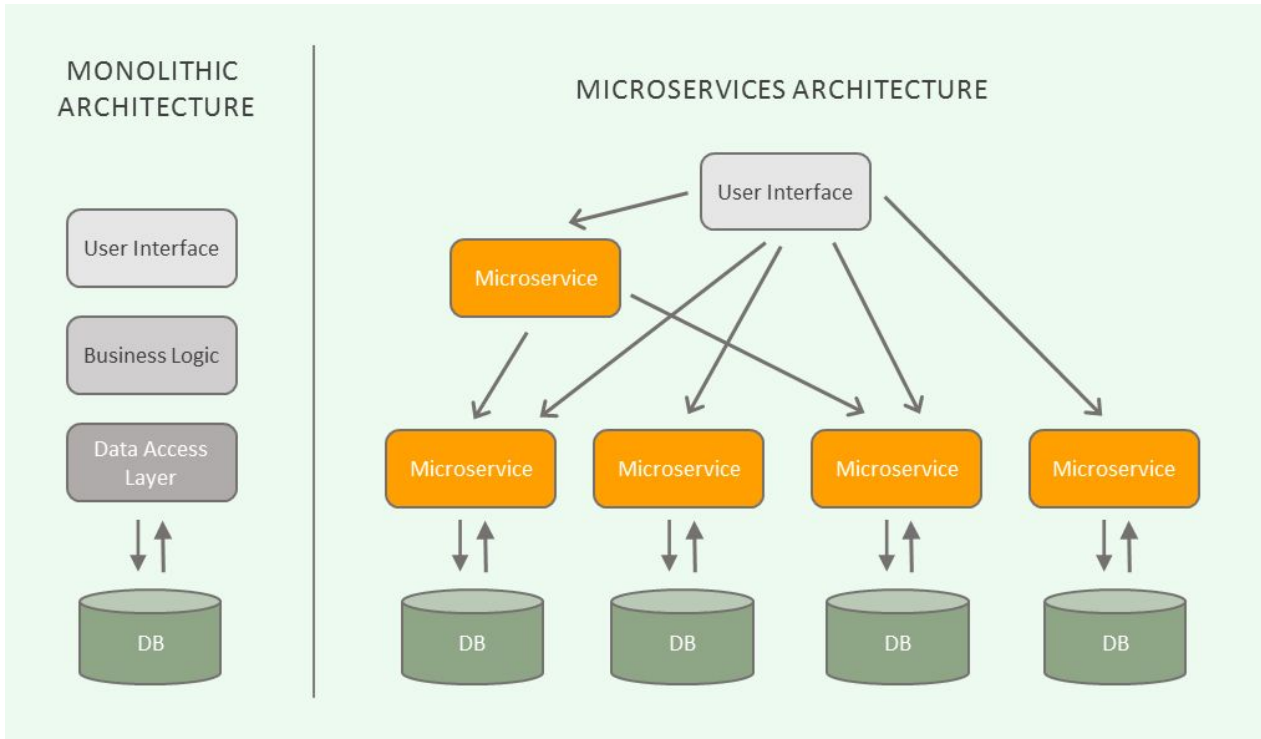 MONOLITHIC
ARCHITECTURE
User Interface
Business Logic
Data Access
Layer
DB
MICROSERVICES ARCHITECTURE
User Interface
Microservice
Microservice
Microservice
Microservice
Microservice
DB
DB
DB
DB